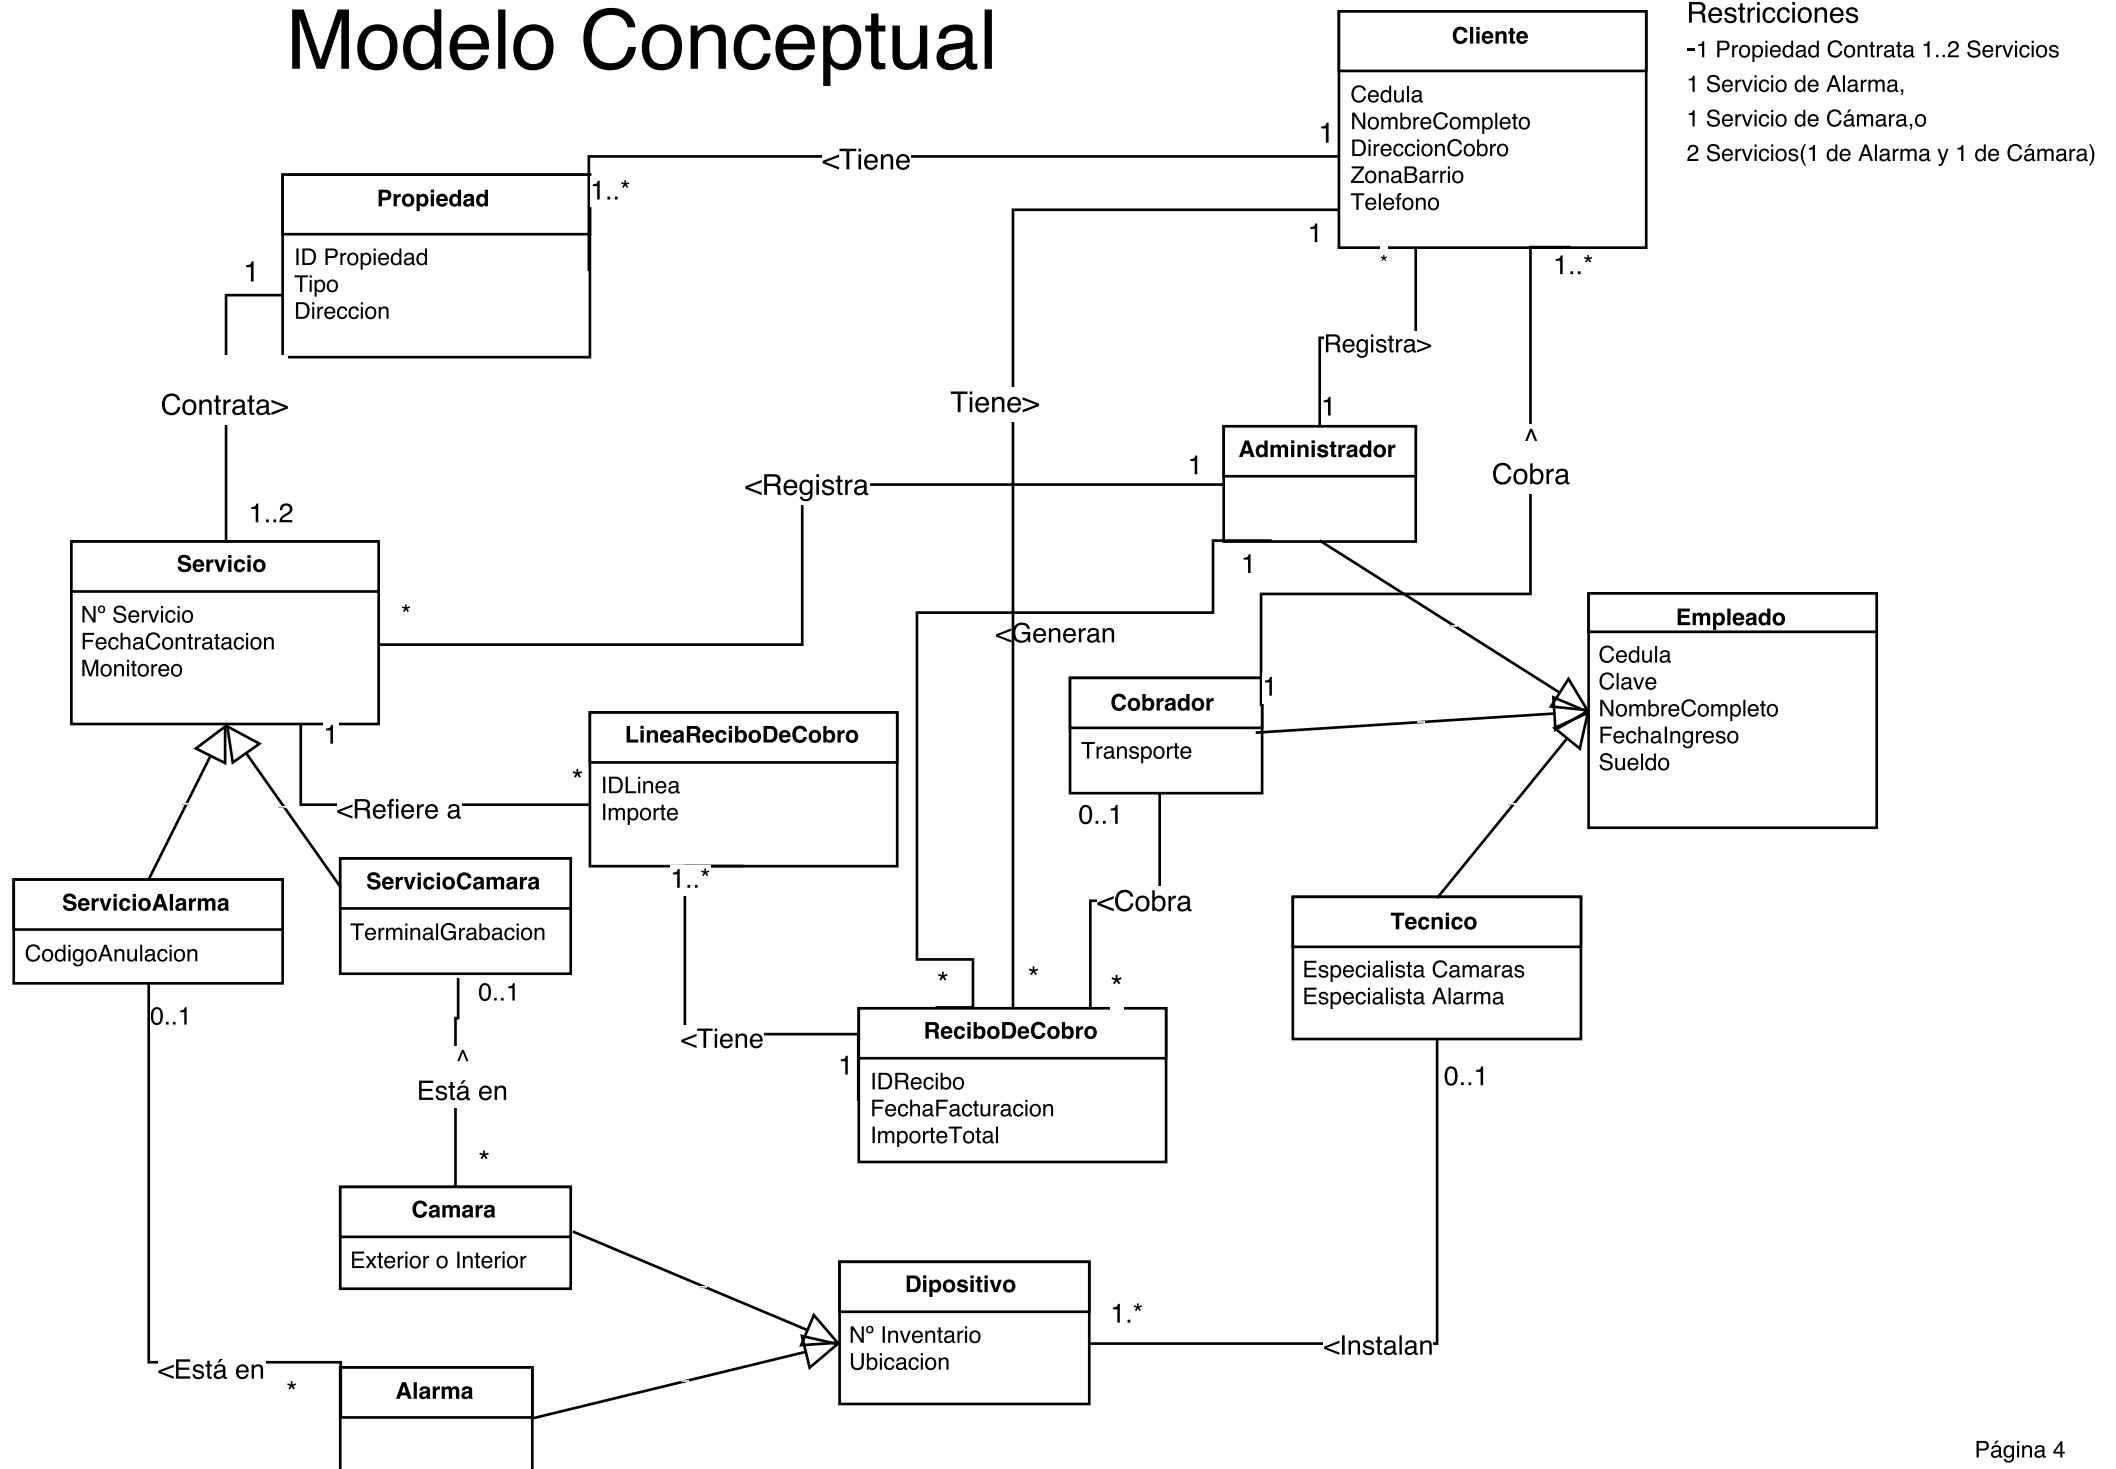 Modelo Conceptual
Restricciones
-1 Propiedad Contrata 1..2 Servicios
1 Servicio de Alarma,
1 Servicio de Cámara,o
2 Servicios(1 de Alarma y 1 de Cámara)
Cliente
Cedula
NombreCompleto
DireccionCobro
ZonaBarrio
Telefono
1
<Tiene
1..*
Propiedad
ID Propiedad
Tipo
Direccion
1
1
*
1..*
Registra>
Contrata>
Tiene>
1
^
Cobra
Administrador
1
<Registra
1..2
1
Servicio
Nº Servicio
FechaContratacion
Monitoreo
*
<Generan
Empleado
Cedula
Clave
NombreCompleto
FechaIngreso
Sueldo
1
Cobrador
Transporte
1
LineaReciboDeCobro
IDLinea
Importe
*
<Refiere a
0..1
1..*
ServicioAlarma
CodigoAnulacion
ServicioCamara
TerminalGrabacion
<Cobra
Tecnico
Especialista Camaras
Especialista Alarma
*
*
*
0..1
0..1
<Tiene
1
ReciboDeCobro
IDRecibo
FechaFacturacion
ImporteTotal
^
Está en
0..1
*
Camara
Exterior o Interior
Dipositivo
Nº Inventario
Ubicacion
1.*
<Instalan
<Está en
*
Alarma
Página 4